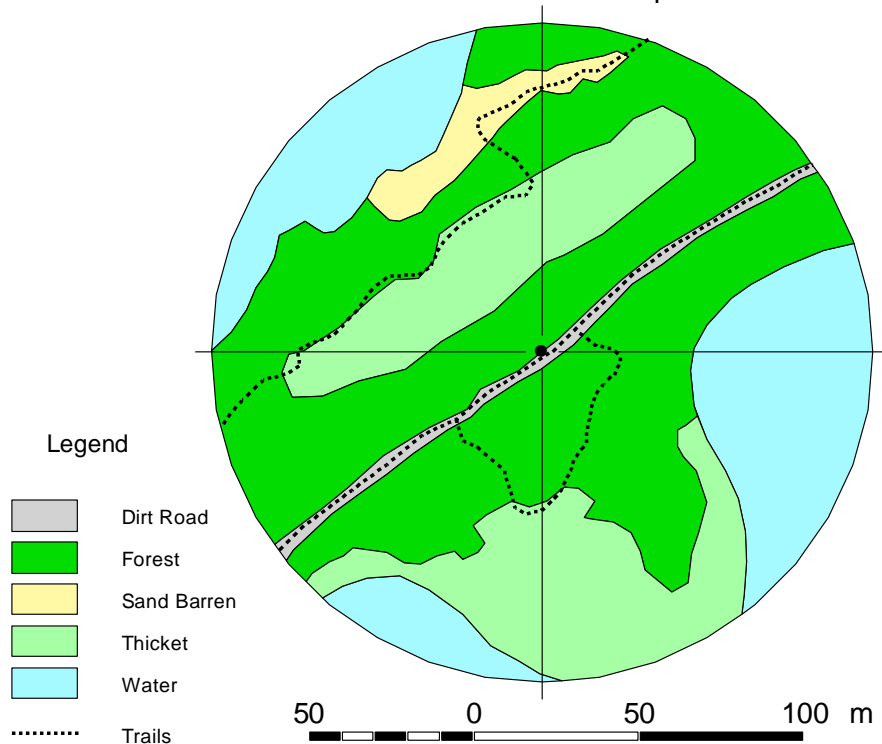 Legend
Dirt Road
Forest
Sand Barren
Thicket
Water
Trails
50 0 50 100 m